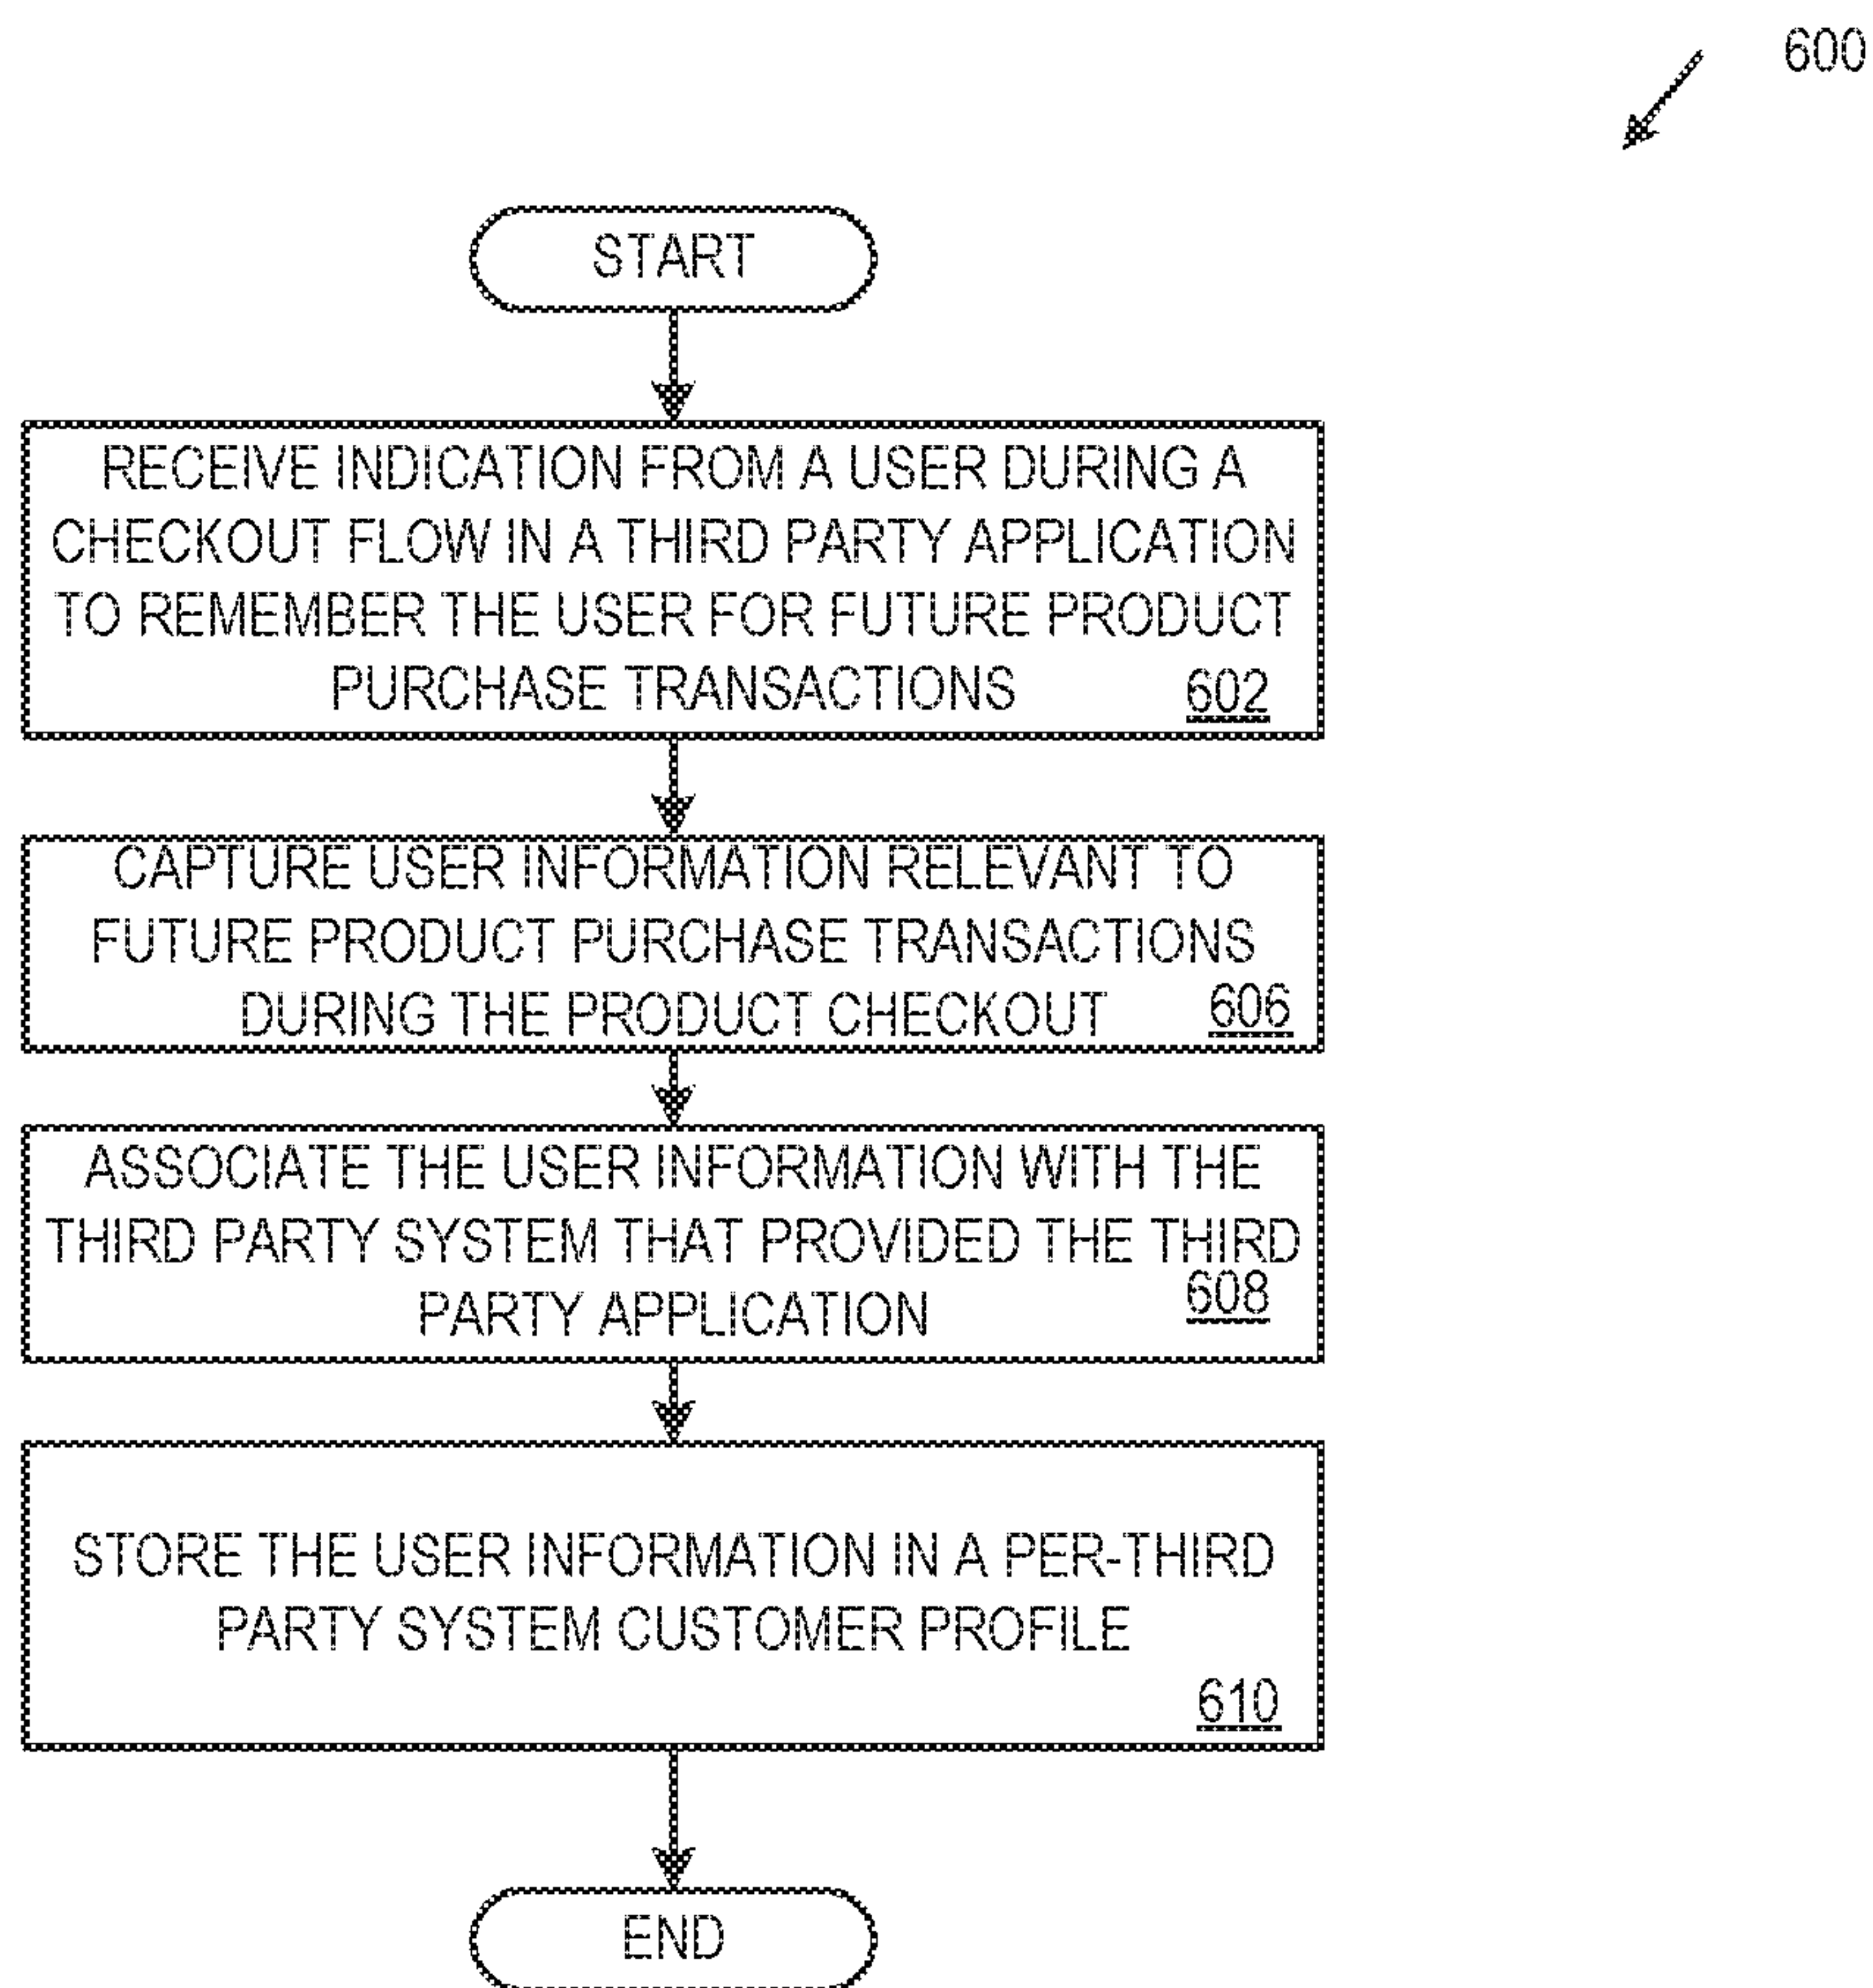 600
START
RECEIVE INDICATION FROM A USER DURING A
CHECKOUT FLOW IN A THIRD PARTY APPLICATION
TO REMEMBER THE USER FOR FUTURE PRODUCT
PURCHASE TRANSACTIONS 602
CAPTURE USER INFORMATION RELEVANT TO
FUTURE PRODUCT PURCHASE TRANSACTIONS
DURING THE PRODUCT CHECKOUT 606
ASSOCIATE THE USER INFORMATION WITH THE
THIRD PARTY SYSTEM THAT PROVIDED THE THIRD
PARTY APPLICATION 608
STORE THE USER INFORMATION IN A PER-THIRD
PARTY SYSTEM CUSTOMER PROFILE
610
END